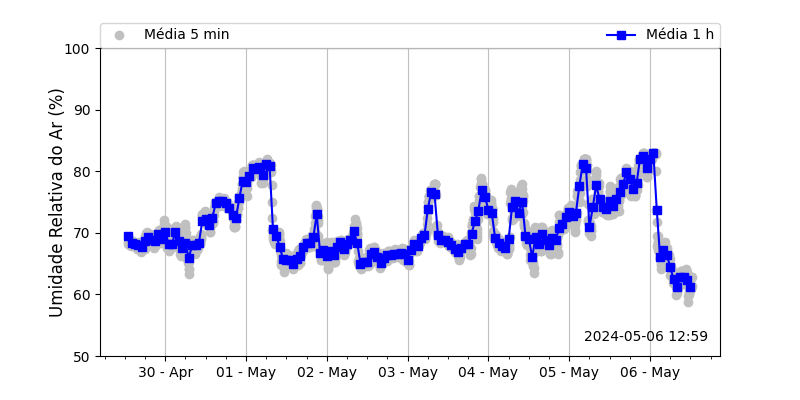 Média 5 min
Média 1 h
Umidade Relativa do Ar (%)
100
90
80
70
60
50
2024-05-06 12:59
30 - Apr
01 - May
02 - May
03 - May
04 - May
05 - May
06 - May